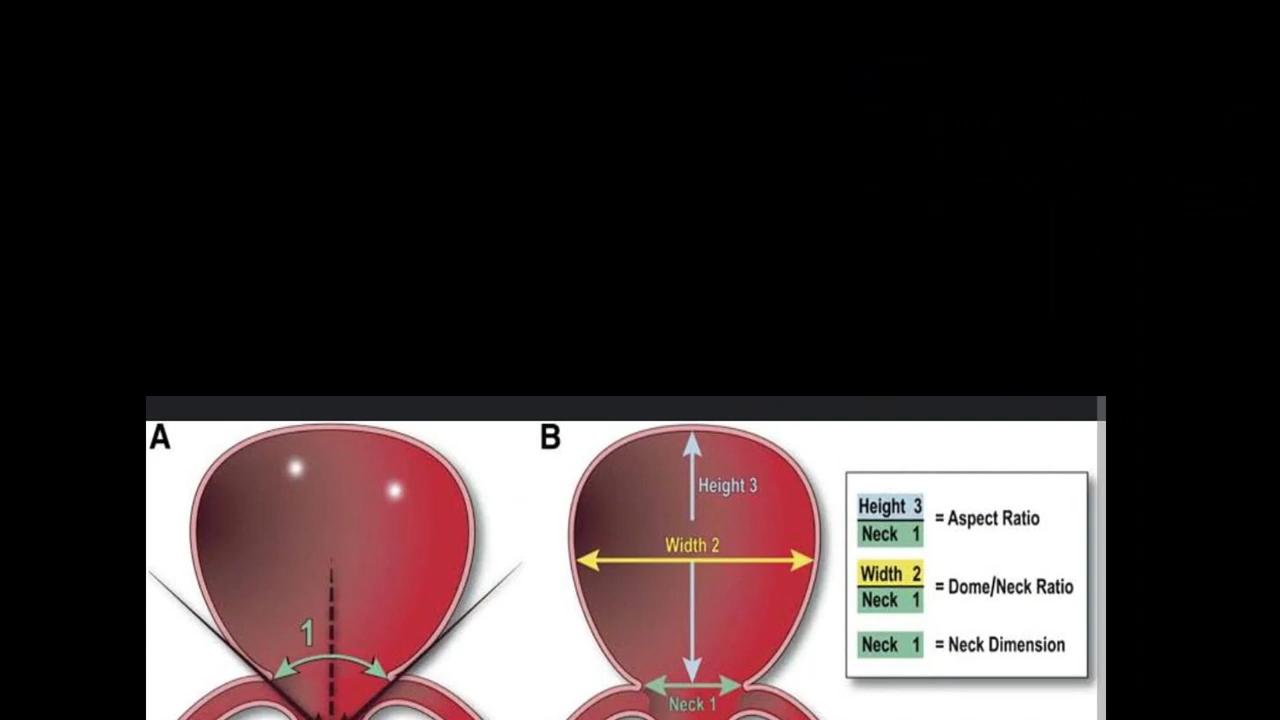 A
B
1
Height 3
Width 2
Neck 1
Height 3
Neck 1
= Aspect Ratio
Width 2
Neck 1
= Dome/Neck Ratio
Neck 1
= Neck Dimension